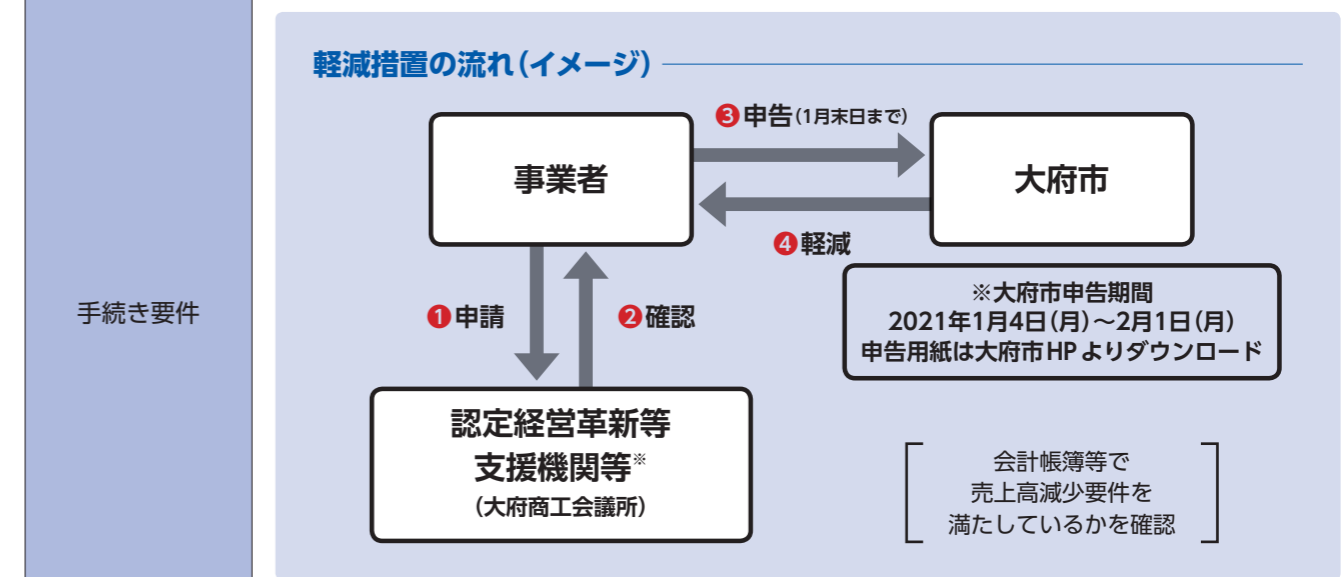 手続き要件
軽減措置の流れ(イメージ)
❸申告(1月末日まで)
事業者
大府市
❹軽減
❶申請
❷確認
※大府市申告期間
2021年1月4日(月)～2月1日(月)
申告用紙は大府市HPよりダウンロード
認定経営革新等
支援機関等※
(大府商工会議所)
会計帳簿等で
売上高減少要件を
満たしているかを確認